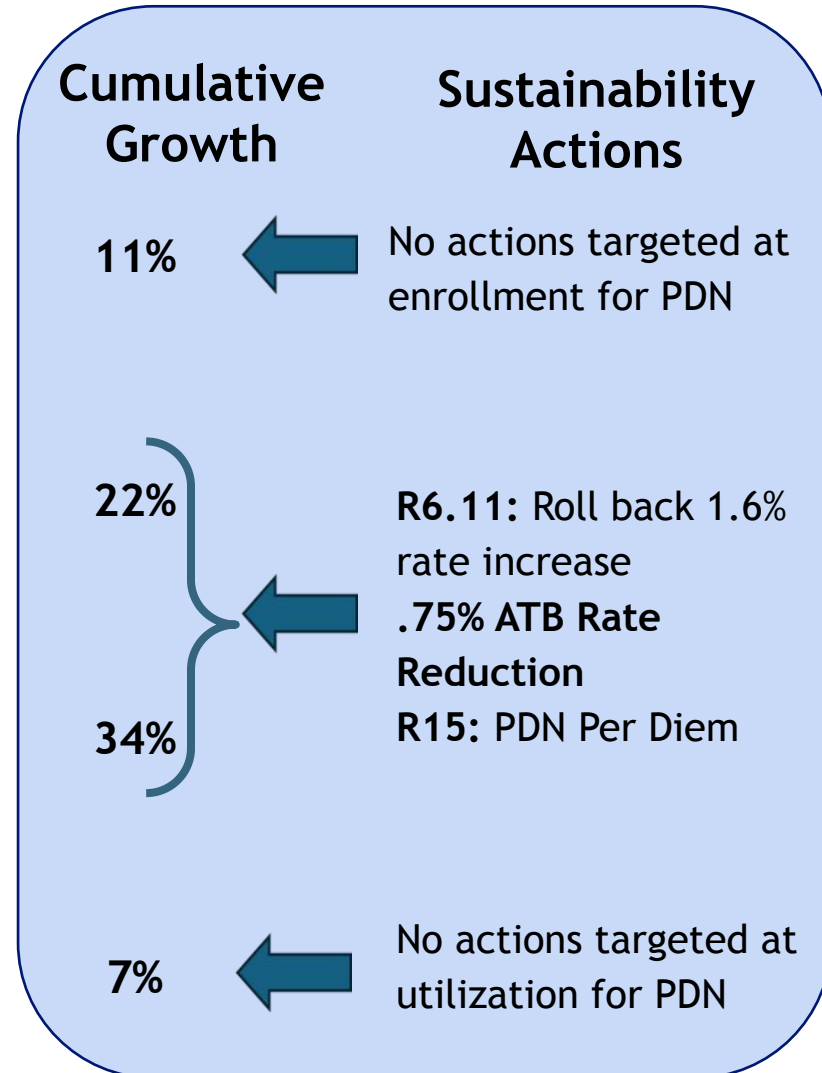 Cumulative
Growth
Sustainability
Actions
11%
No actions targeted at
enrollment for PDN
22%
34%
R6.11: Roll back 1.6%
rate increase
.75% ATB Rate
Reduction
R15: PDN Per Diem
7%
No actions targeted at
utilization for PDN